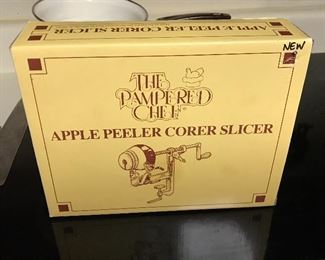 APPLE PEELER CORER SLICER
NEW
THE
PAMPERED
CHEF®
APPLE PEELER CORER SLICER